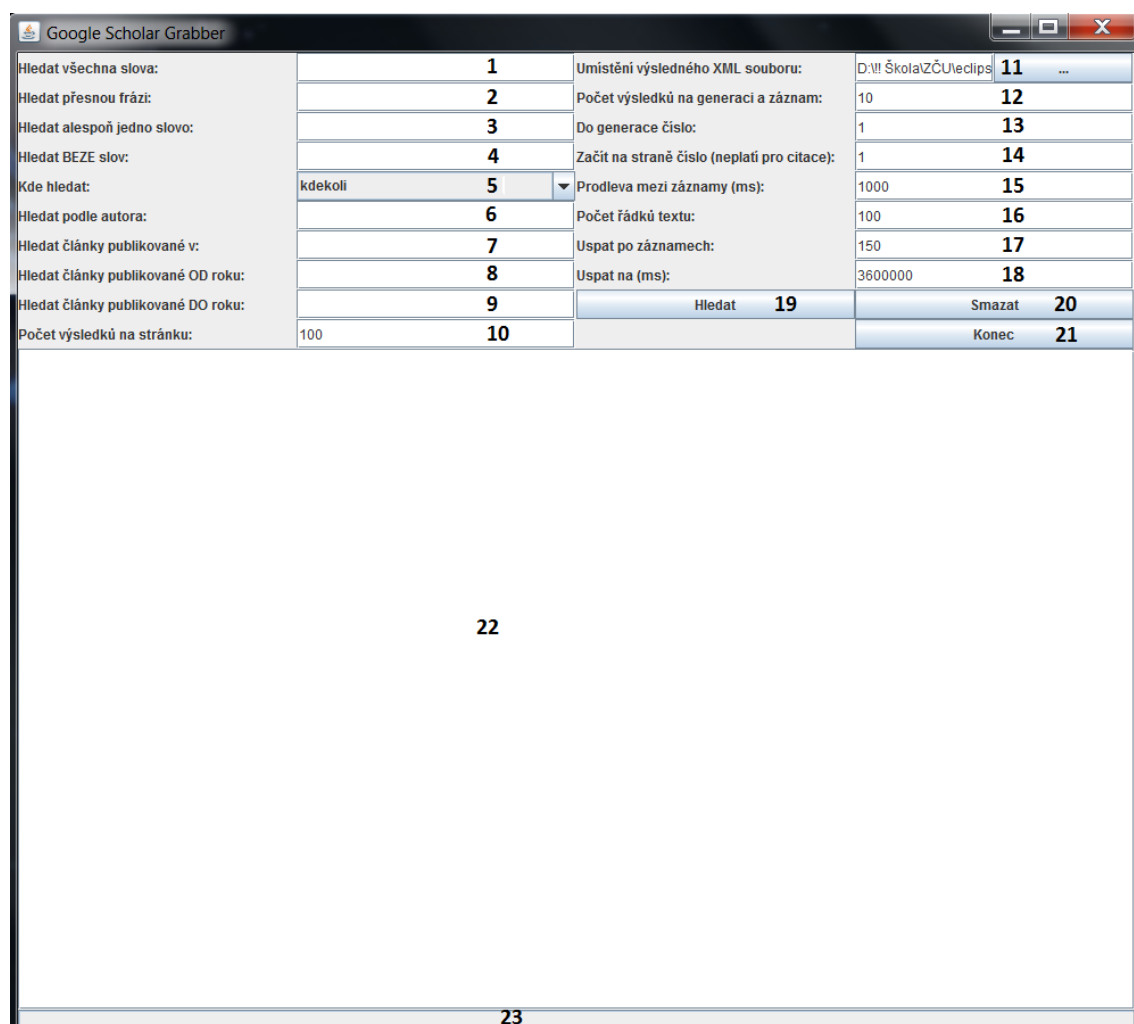 Google Scholar Grabber
Hledat všechna slova: 1 Umístění výsledného XML souboru: D:\!! Škola\ZČU\eclips 11 ...
Hledat přesnou frázi: 2 Počet výsledků na generaci a záznam: 10 12
Hledat alespoň jedno slovo: 3 Do generace číslo: 1 13
Hledat BEZE slov: 4 Začít na straně číslo (neplatí pro citace): 1 14
Kde hledat: kdekoli 5 Prodleva mezi záznamy (ms): 1000 15
Hledat podle autora: 6 Počet řádků textu: 100 16
Hledat články publikované v: 7 Uspat po záznamech: 150 17
Hledat články publikované OD roku: 8 Uspat na (ms): 3600000 18
Hledat články publikované DO roku: 9 Hledat 19 Smazat 20
Počet výsledků na stránku: 100 10 Konec 21
22
23